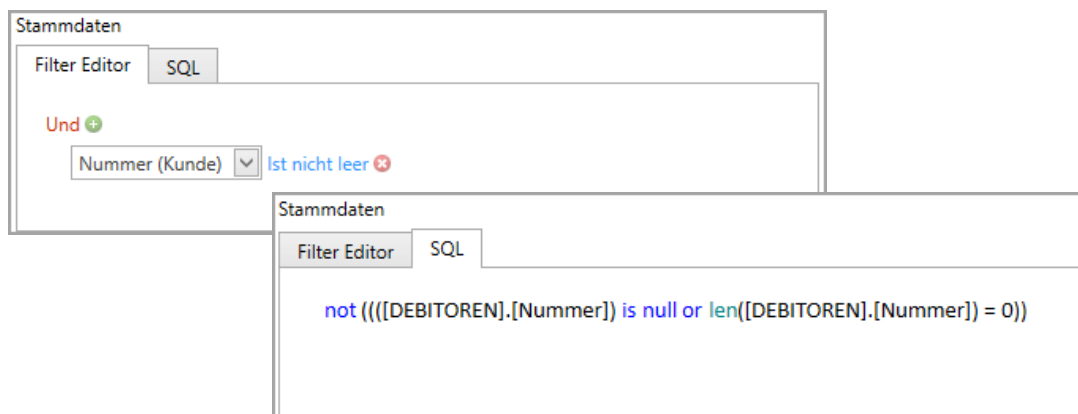 Stammdaten
Filter Editor SQL
Und
Nummer (Kunde) Ist nicht leer
Stammdaten
Filter Editor SQL
not ((([DEBITOREN].[Nummer]) is null or len([DEBITOREN].[Nummer]) = 0))